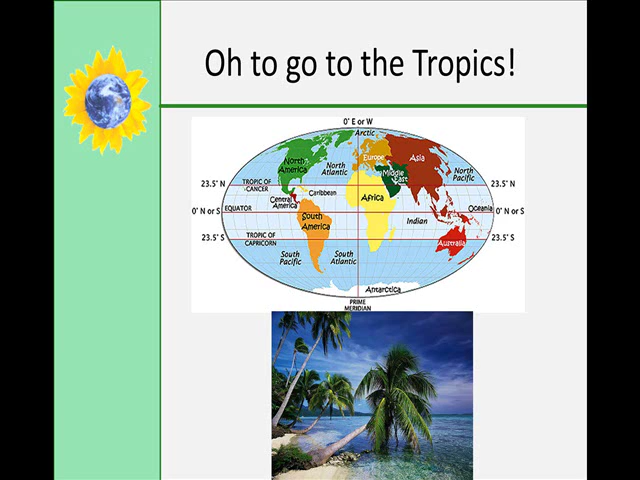 Oh to go to the Tropics!
0° E or W
Arctic
North
America
Europe
Asia
North
Atlantic
Middle
East
North
Pacific
23.5° N
TROPIC OF
CANCER
Caribbean
23.5° N
Central
America
Africa
0° N or S
EQUATOR
Oceania
0° N or S
South
America
Indian
23.5° S
TROPIC OF
CAPRICORN
Australia
23.5° S
South
Pacific
South
Atlantic
Antarctica
PRIME
MERIDIAN